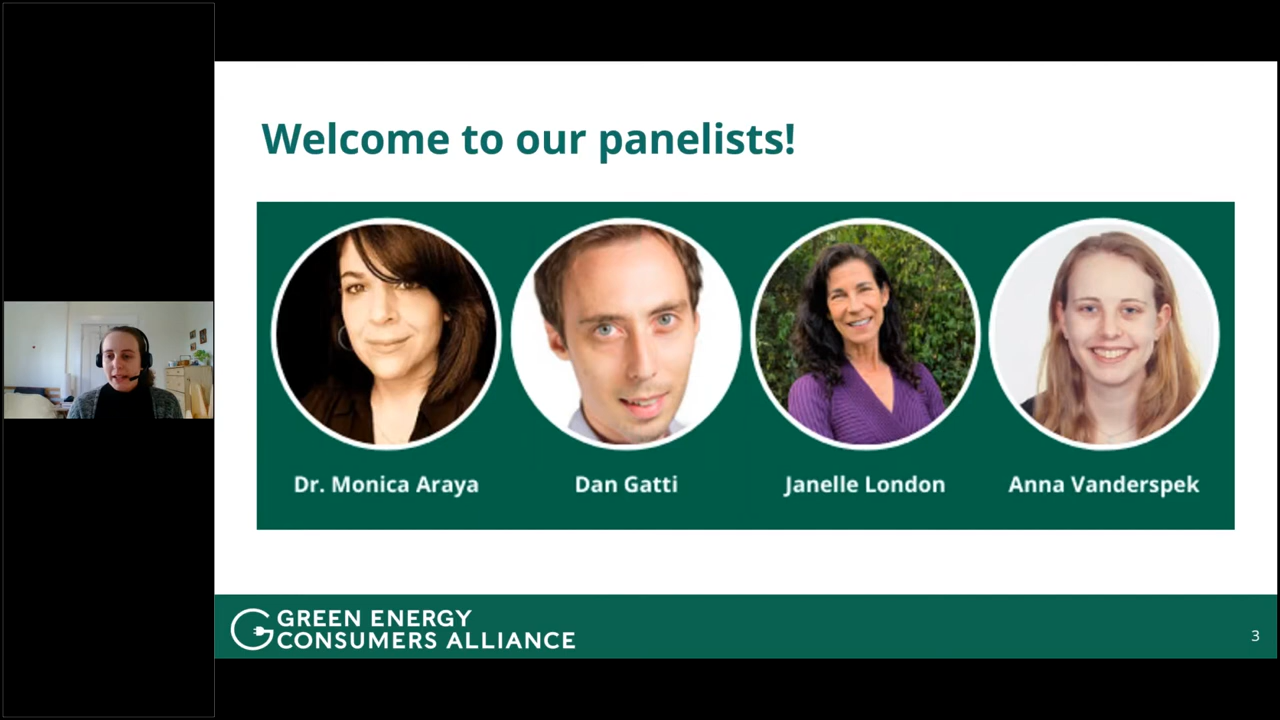 Welcome to our panelists!
Dr. Monica Araya
Dan Gatti
Janelle London
Anna Vanderspek
GREEN ENERGY
CONSUMERS ALLIANCE
3